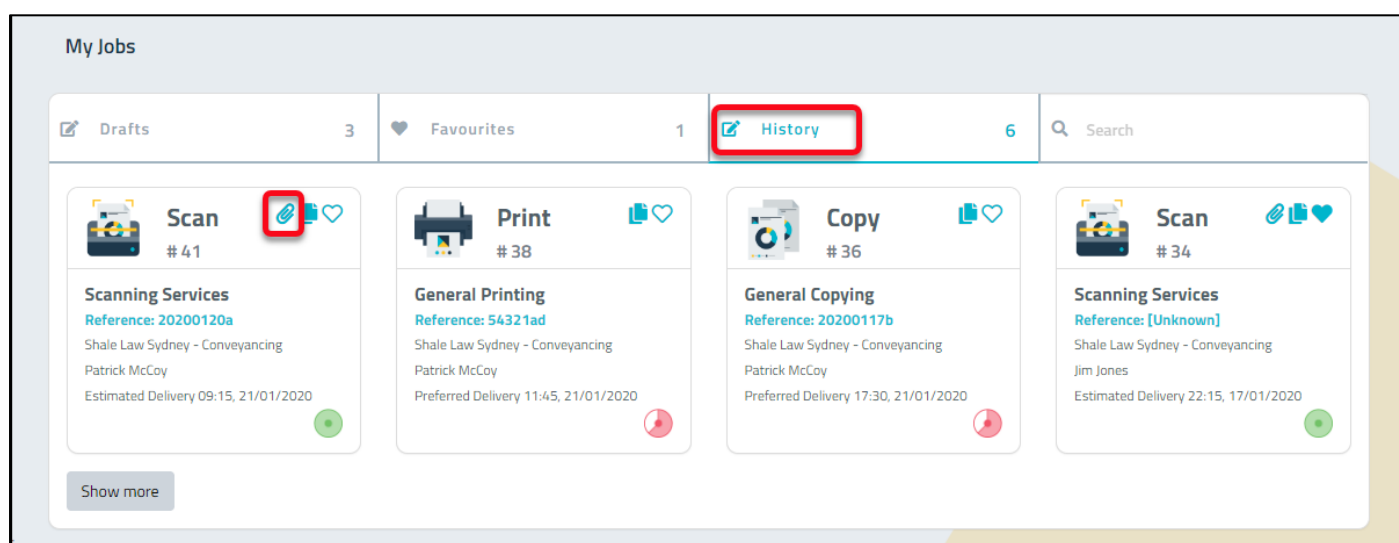 My Jobs
Drafts 3
Favourites 1
History 6
Search
Scan
# 41
Scanning Services
Reference: 20200120a
Shale Law Sydney - Conveyancing
Patrick McCoy
Estimated Delivery 09:15, 21/01/2020
Print
# 38
General Printing
Reference: 54321ad
Shale Law Sydney - Conveyancing
Patrick McCoy
Preferred Delivery 11:45, 21/01/2020
Copy
# 36
General Copying
Reference: 20200117b
Shale Law Sydney - Conveyancing
Patrick McCoy
Preferred Delivery 17:30, 21/01/2020
Scan
# 34
Scanning Services
Reference: [Unknown]
Shale Law Sydney - Conveyancing
Jim Jones
Estimated Delivery 22:15, 17/01/2020
Show more